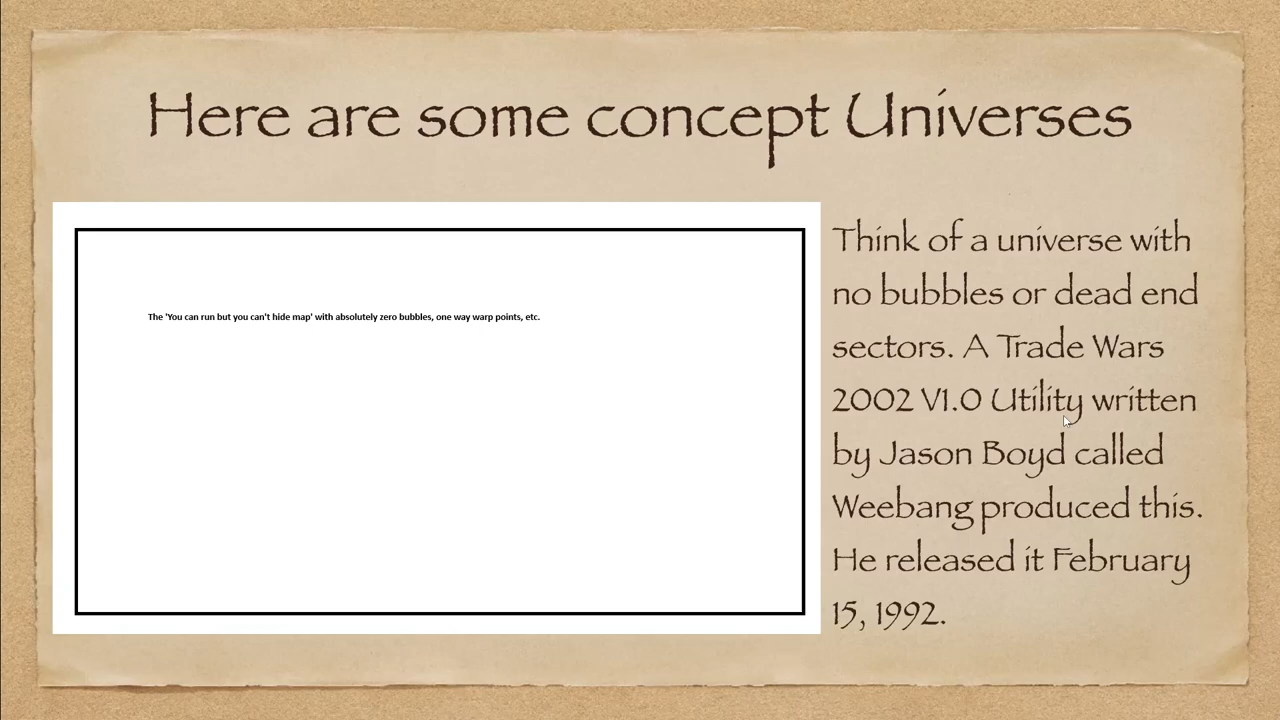 Here are some concept Universes
The 'You can run but you can't hide map' with absolutely zero bubbles, one way warp points, etc.
Think of a universe with
no bubbles or dead end
sectors. A Trade Wars
2002 V1.0 Utility written
by Jason Boyd called
Weebang produced this.
He released it February
15, 1992.